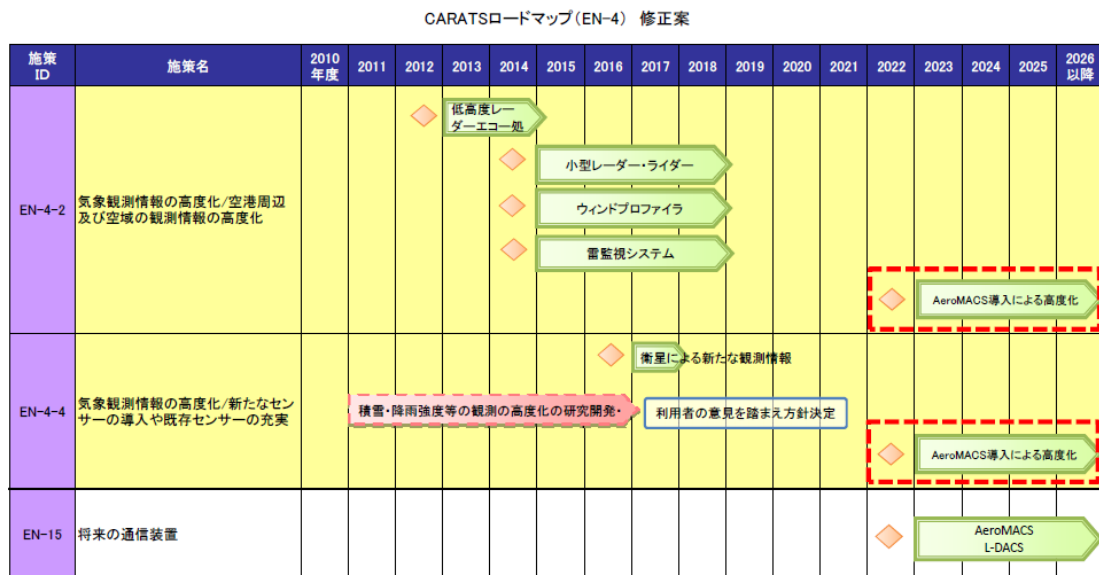 CARATSロードマップ(EN-4) 修正案
施策
ID
施策名
2010
年度
2011
2012
2013
2014
2015
2016
2017
2018
2019
2020
2021
2022
2023
2024
2025
2026
以降
EN-4-2
気象観測情報の高度化/空港周辺
及び空域の観測情報の高度化
低高度レー
ダーエコー処
小型レーダー・ライダー
ウィンドプロファイラ
雷監視システム
AeroMACS導入による高度化
EN-4-4
気象観測情報の高度化/新たなセン
サーの導入や既存センサーの充実
衛星による新たな観測情報
積雪・降雨強度等の観測の高度化の研究開発・
利用者の意見を踏まえ方針決定
AeroMACS導入による高度化
EN-15
将来の通信装置
AeroMACS
L-DACS